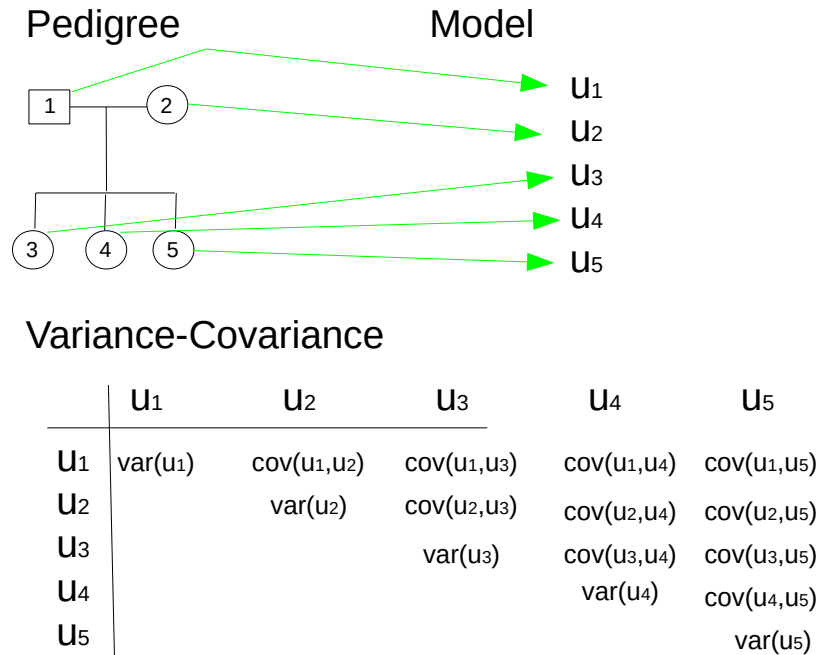 Pedigree Model
1 2
3 4 5
u1
u2
u3
u4
u5
Variance-Covariance
u1 u2 u3 u4 u5
u1 var(u1) cov(u1,u2) cov(u1,u3) cov(u1,u4) cov(u1,u5)
u2 var(u2) cov(u2,u3) cov(u2,u4) cov(u2,u5)
u3 var(u3) cov(u3,u4) cov(u3,u5)
u4 var(u4) cov(u4,u5)
u5 var(u5)